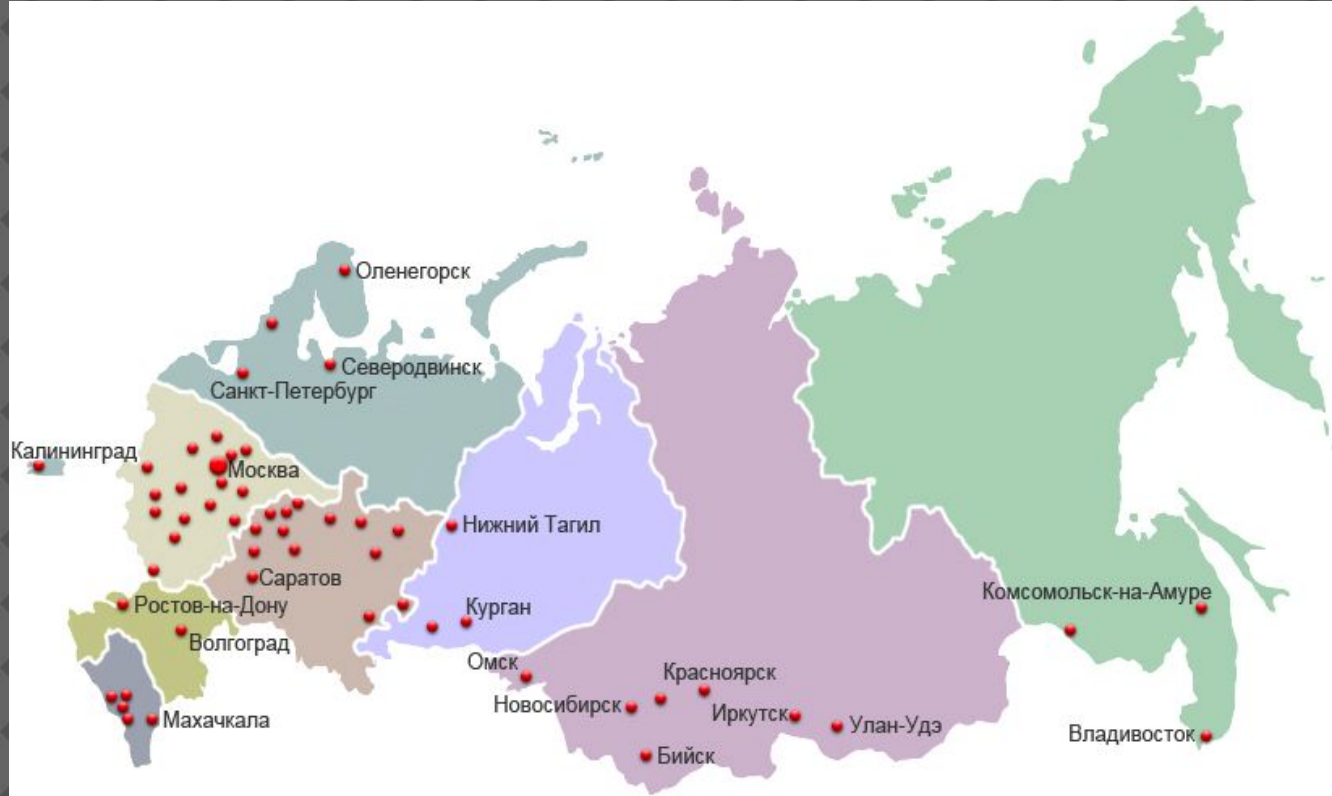 Оленегорск
Северодвинск
Санкт-Петербург
Калининград
Москва
Нижний Тагил
Саратов
Комсомольск-на-Амуре
Ростов-на-Дону
Курган
Волгоград
Омск
Красноярск
Новосибирск
Иркутск
Махачкала
Улан-Удэ
Владивосток
Бийск